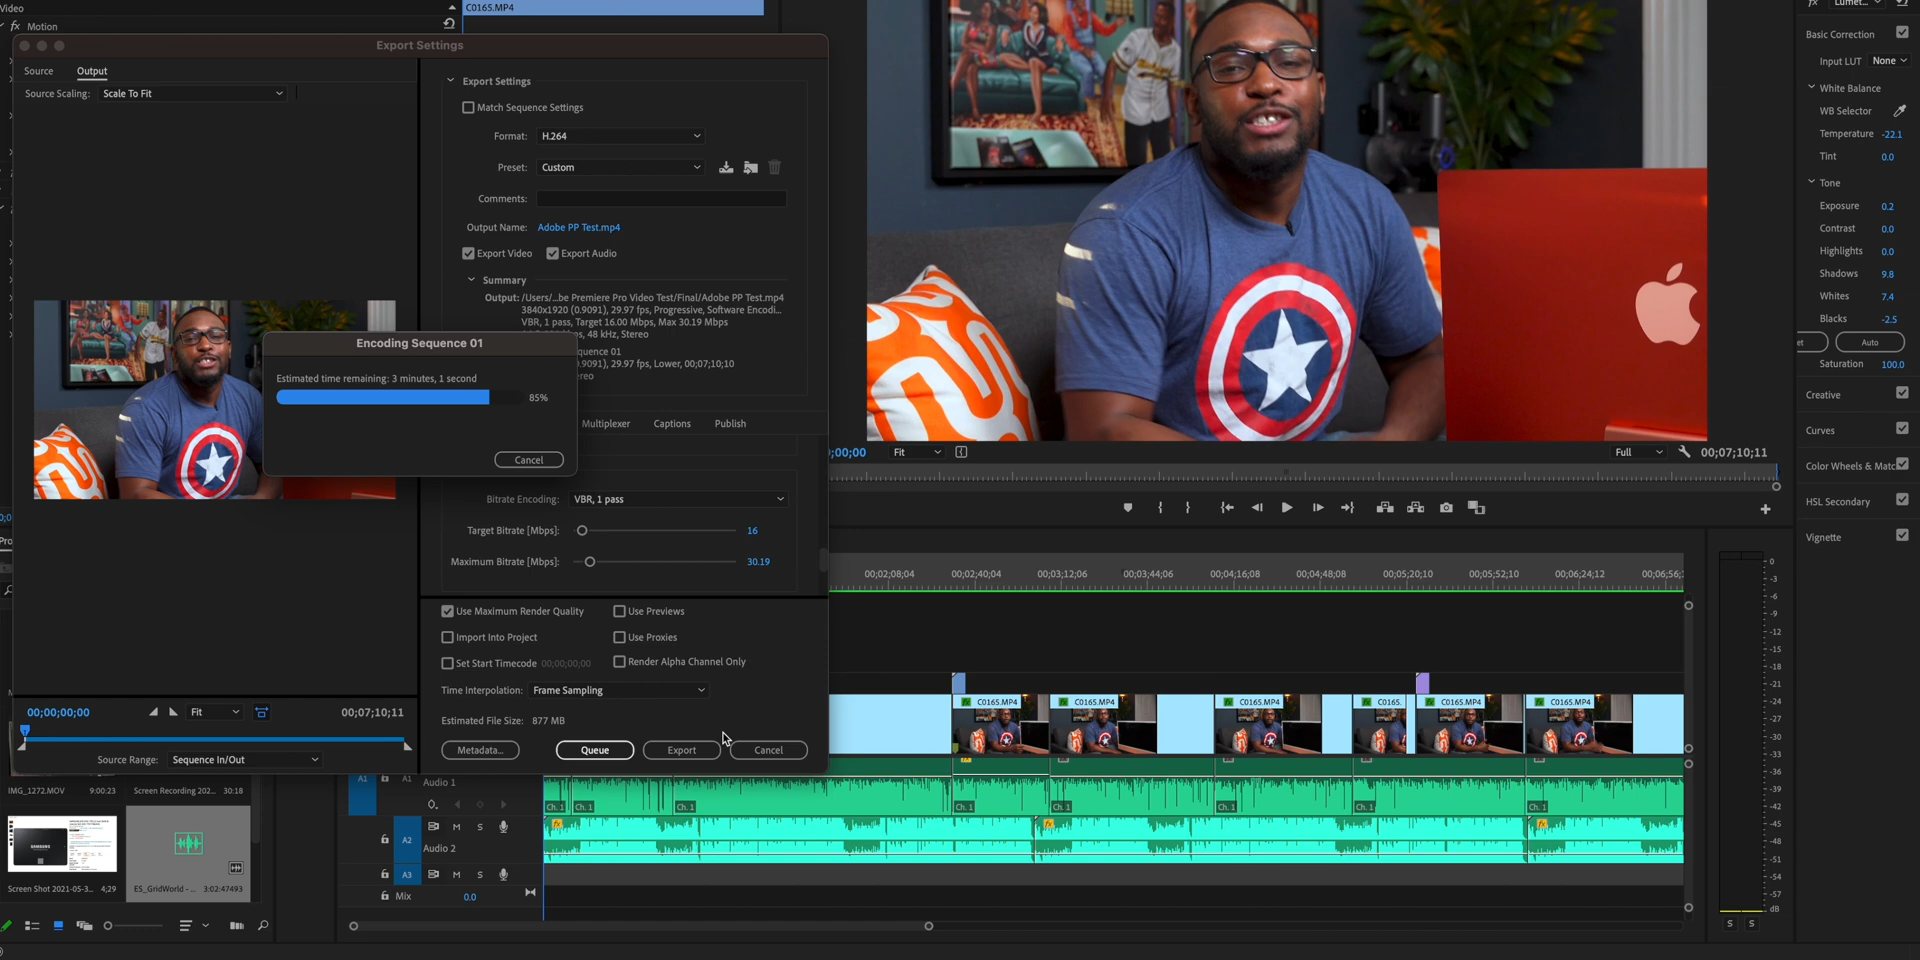 Video
C0165.MP4
fx Motion
Export Settings
Source
Output
Source Scaling: Scale To Fit
Export Settings
Match Sequence Settings
Format: H.264
Preset: Custom
Comments:
Output Name: Adobe PP Test.mp4
Export Video
Export Audio
Summary
Output: /Users/...be Premiere Pro Video Test/Final/Adobe PP Test.mp4
3840x1920 (0.9091), 29.97 fps, Progressive, Software Encodi...
VBR, 1 pass, Target 16.00 Mbps, Max 30.19 Mbps
s, 48 kHz, Stereo
quence 01
.9091), 29.97 fps, Lower, 00;07;10;10
ereo
Encoding Sequence 01
Estimated time remaining: 3 minutes, 1 second
85%
Cancel
Multiplexer
Captions
Publish
Bitrate Encoding: VBR, 1 pass
Target Bitrate [Mbps]: 16
Maximum Bitrate [Mbps]: 30.19
Use Maximum Render Quality
Use Previews
Import Into Project
Use Proxies
Set Start Timecode 00;00;00;00
Render Alpha Channel Only
Time Interpolation: Frame Sampling
Estimated File Size: 877 MB
Metadata...
Queue
Export
Cancel
00;00;00;00
Fit
00;07;10;11
Source Range: Sequence In/Out
;00;00
Fit
Full
00;07;10;11
fx Lumet...
Basic Correction
Input LUT None
White Balance
WB Selector
Temperature -22.1
Tint 0.0
Tone
Exposure 0.2
Contrast 0.0
Highlights 0.0
Shadows 9.8
Whites 7.4
Blacks -2.5
et
Auto
Saturation 100.0
Creative
Curves
Color Wheels & Matc
HSL Secondary
Vignette
00;02;08;04 00;02;40;04 00;03;12;06 00;03;44;06 00;04;16;08 00;04;48;08 00;05;20;10 00;05;52;10 00;06;24;12 00;06;56;
C0165.MP4 C0165.MP4 C0165.MP4 C0165. C0165.MP4 C0165.MP4
A1 A1
Audio 1
Ch. 1 Ch. 1 Ch. 1 Ch. 1 Ch. 1 Ch. 1 Ch. 1 Ch. 1
A2 M S
Audio 2
fx fx fx
A3 M S
Mix 0.0
0
-3
-6
-9
-12
-15
-18
-21
-24
-27
-30
-33
-36
-39
-42
-45
-48
-51
-54
-57
dB
S S
IMG_1272.MOV 9:00:23
Screen Recording 202... 30:18
SAMSUNG
Screen Shot 2021-05-3... 4;29
ES_GridWorld - ... 3:02:47493